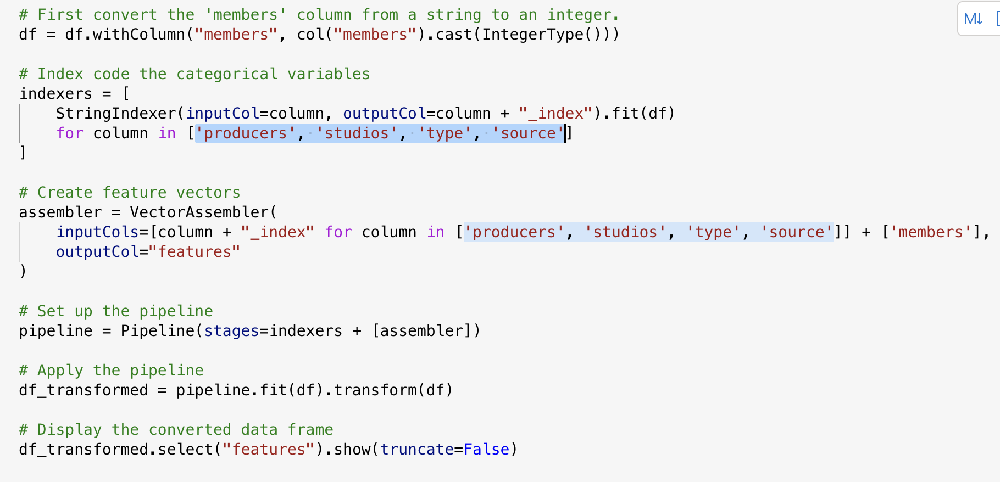 # First convert the 'members' column from a string to an integer.
M↓
df = df.withColumn("members", col("members").cast(IntegerType()))
# Index code the categorical variables
indexers = [
StringIndexer(inputCol=column, outputCol=column + "_index").fit(df)
for column in ['producers', 'studios', 'type', 'source']
]
# Create feature vectors
assembler = VectorAssembler(
inputCols=[column + "_index" for column in ['producers', 'studios', 'type', 'source']] + ['members'],
outputCol="features"
)
# Set up the pipeline
pipeline = Pipeline(stages=indexers + [assembler])
# Apply the pipeline
df_transformed = pipeline.fit(df).transform(df)
# Display the converted data frame
df_transformed.select("features").show(truncate=False)